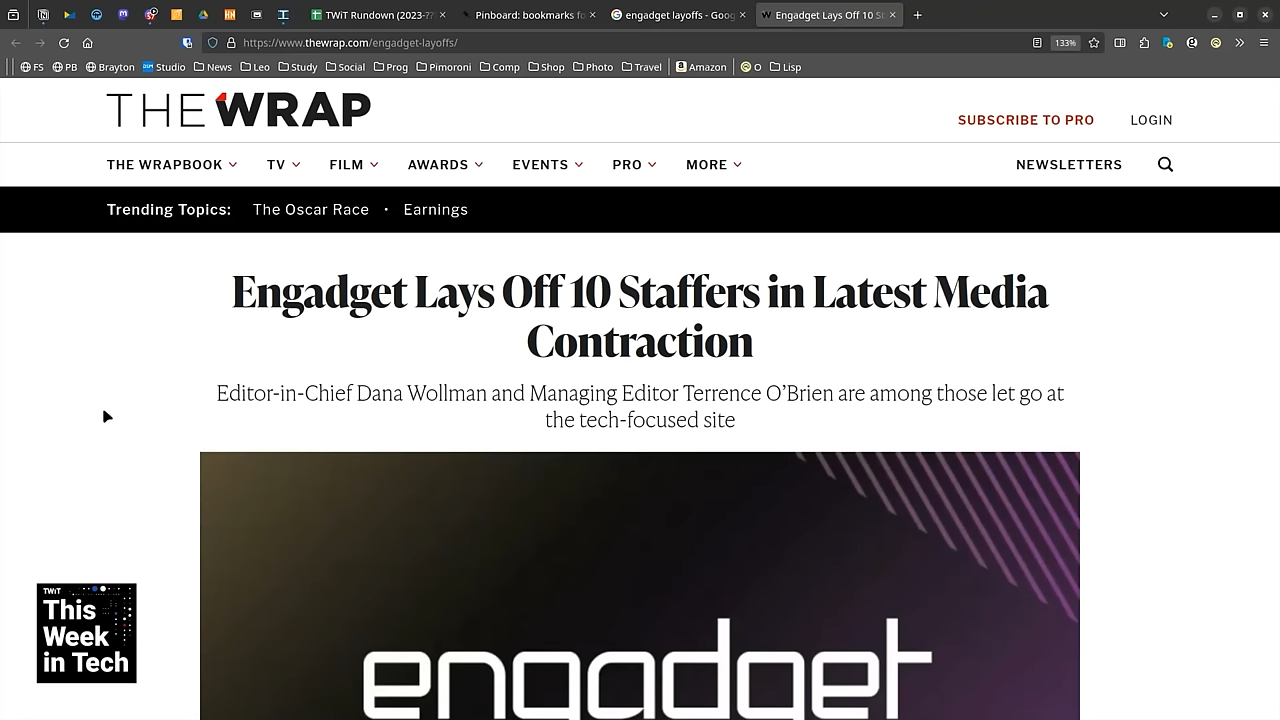 TWiT Rundown (2023-??
Pinboard: bookmarks fo
engadget layoffs - Goog
Engadget Lays Off 10 St
https://www.thewrap.com/engadget-layoffs/
133%
FS PB Brayton Studio News Leo Study Social Prog Pimoroni Comp Shop Photo Travel Amazon O Lisp
THE WRAP
SUBSCRIBE TO PRO LOGIN
THE WRAPBOOK TV FILM AWARDS EVENTS PRO MORE NEWSLETTERS
Trending Topics: The Oscar Race • Earnings
Engadget Lays Off 10 Staffers in Latest Media
Contraction
Editor-in-Chief Dana Wollman and Managing Editor Terrence O’Brien are among those let go at
the tech-focused site
engadget
TWiT
This
Week
in Tech